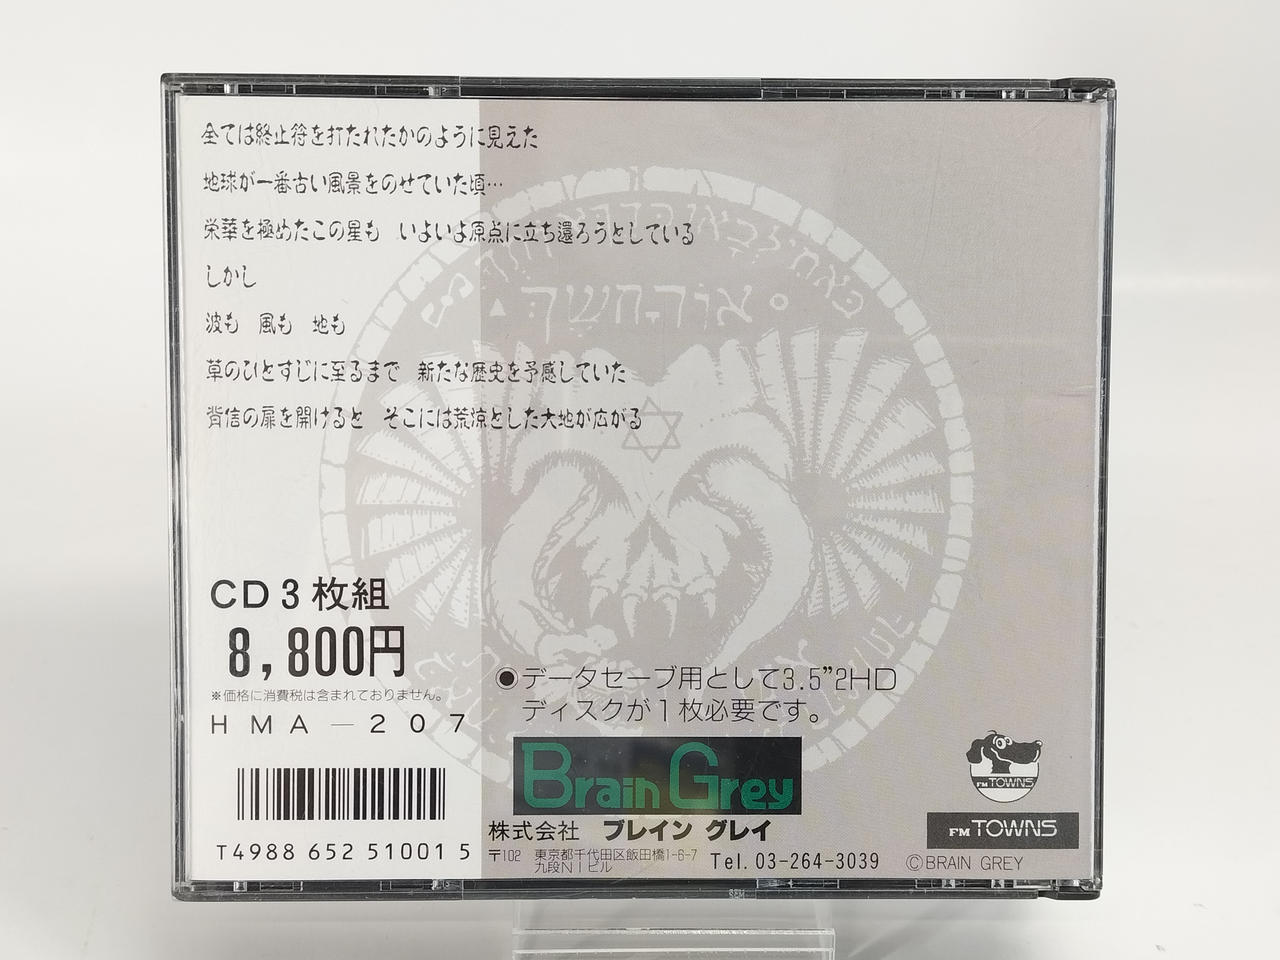 全ては終止符を打たれたかのように見えた
地球が一番古い風景をのせていた頃…
栄華を極めたこの星も いよいよ原点に立ち還ろうとしている
しかし
波も 風も 地も
草のひとすじに至るまで 新たな歴史を予感していた
背信の扉を開けると そこには荒涼とした大地が広がる
אור·חשך
CD3枚組
8,800円
※価格に消費税は含まれておりません。
HMA-207
T4988 652 51001 5
●データセーブ用として3.5”2HD
ディスクが1枚必要です。
Brain Grey
株式会社 ブレイン グレイ
〒102 東京都千代田区飯田橋1-6-7
九段NIビル
Tel. 03-264-3039
FM TOWNS
FM TOWNS
ⒸBRAIN GREY